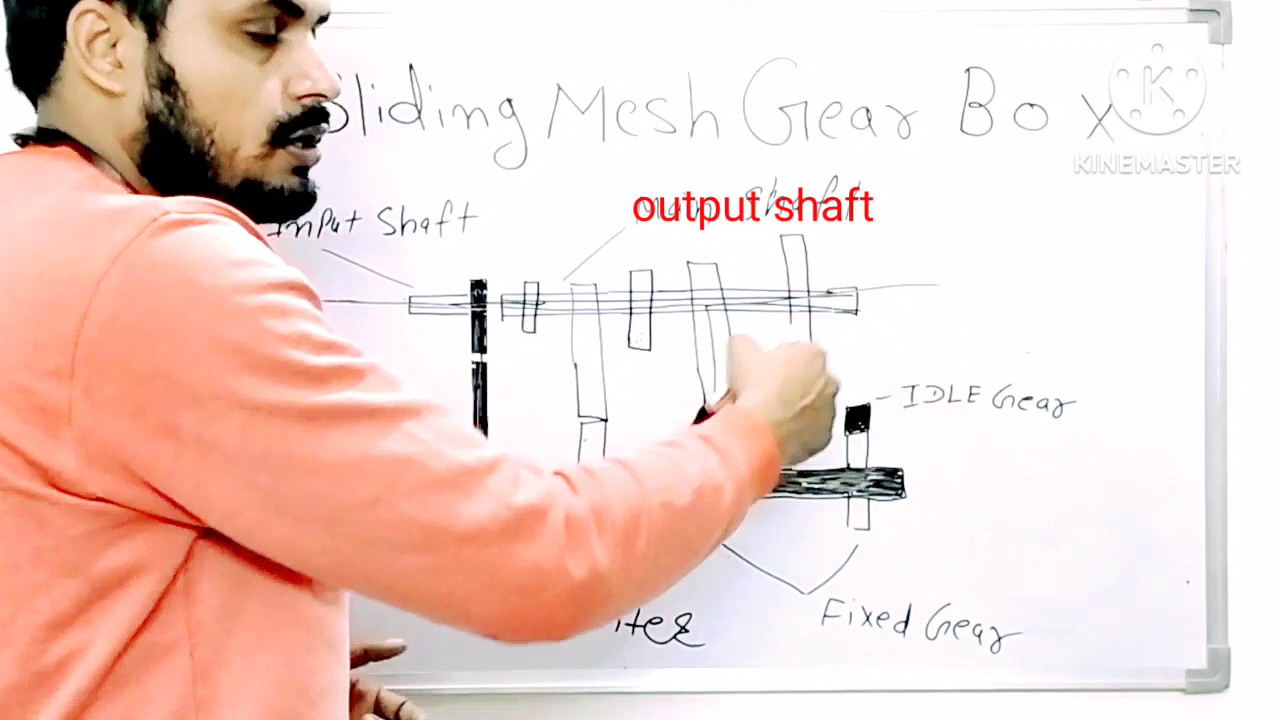 Sliding Mesh Gear Box
K
KINEMASTER
output shaft
Input Shaft
IDLE Gear
Fixed Gear